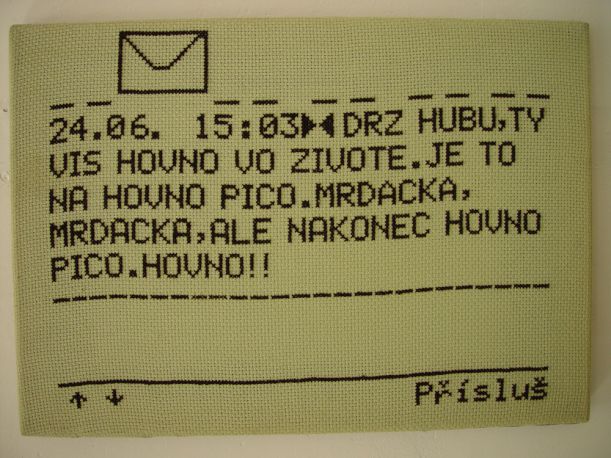 24.06. 15:03 DRZ HUBU,TY
VIS HOVNO VO ZIVOTE.JE TO
NA HOVNO PICO.MRDACKA,
MRDACKA,ALE NAKONEC HOVNO
PICO.HOVNO!!
Přísluš